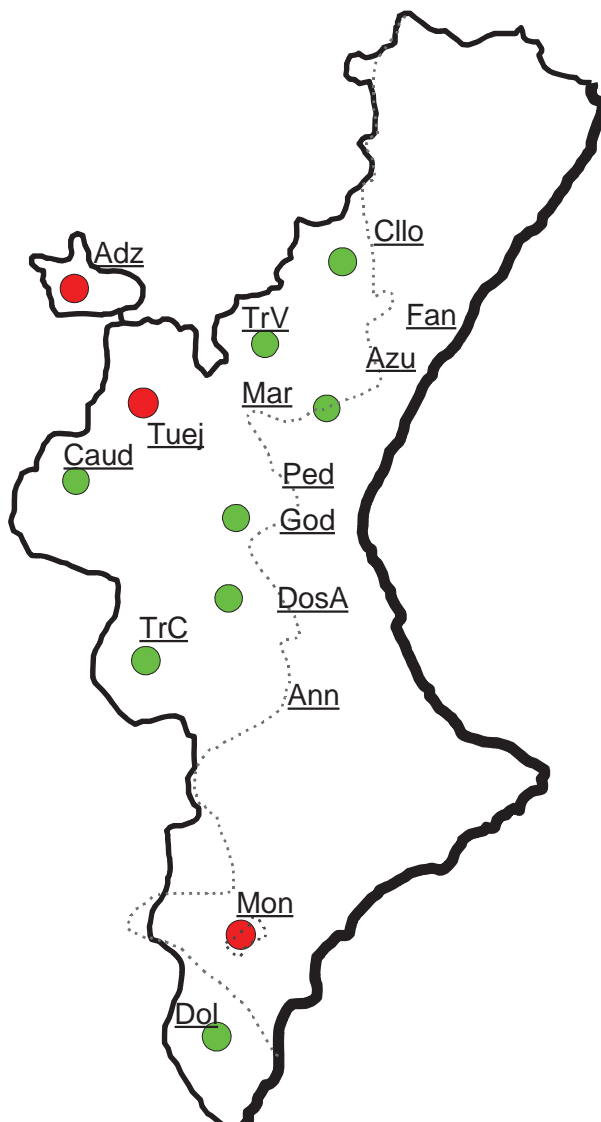 Cllo
Adz
Fan
TrV
Azu
Mar
Tuej
Caud
Ped
God
DosA
TrC
Ann
Mon
Dol